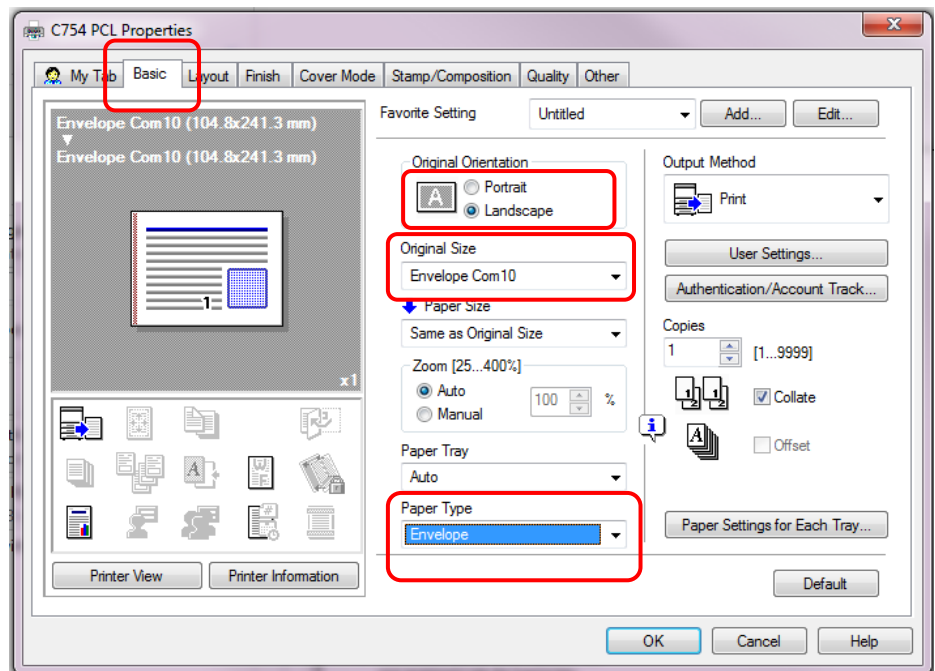 C754 PCL Properties
My Tab Basic Layout Finish Cover Mode Stamp/Composition Quality Other
Envelope Com10 (104.8x241.3 mm)
Envelope Com10 (104.8x241.3 mm)
1
x1
Printer View Printer Information
Favorite Setting Untitled Add... Edit...
Original Orientation
A
Portrait
Landscape
Original Size
Envelope Com10
Paper Size
Same as Original Size
Zoom [25...400%]
Auto
Manual
100 %
Paper Tray
Auto
Paper Type
Envelope
Output Method
Print
User Settings...
Authentication/Account Track...
Copies
1 [1...9999]
Collate
Offset
Paper Settings for Each Tray...
Default
OK Cancel Help